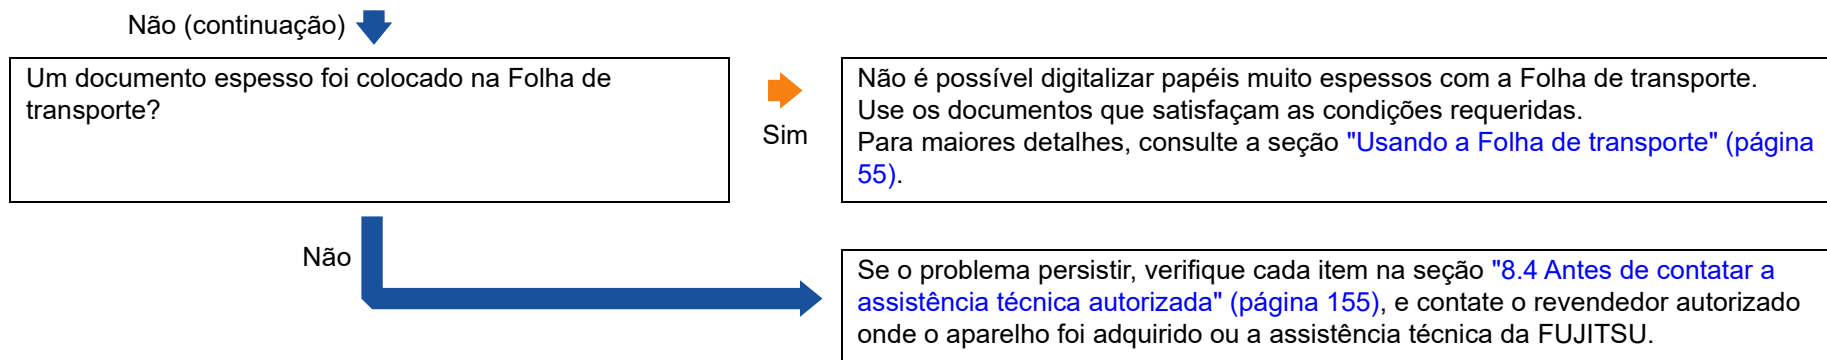 Não (continuação)
Um documento espesso foi colocado na Folha de
transporte?
Sim
Não é possível digitalizar papéis muito espessos com a Folha de transporte.
Use os documentos que satisfaçam as condições requeridas.
Para maiores detalhes, consulte a seção "Usando a Folha de transporte" (página
55).
Não
Se o problema persistir, verifique cada item na seção "8.4 Antes de contatar a
assistência técnica autorizada" (página 155), e contate o revendedor autorizado
onde o aparelho foi adquirido ou a assistência técnica da FUJITSU.